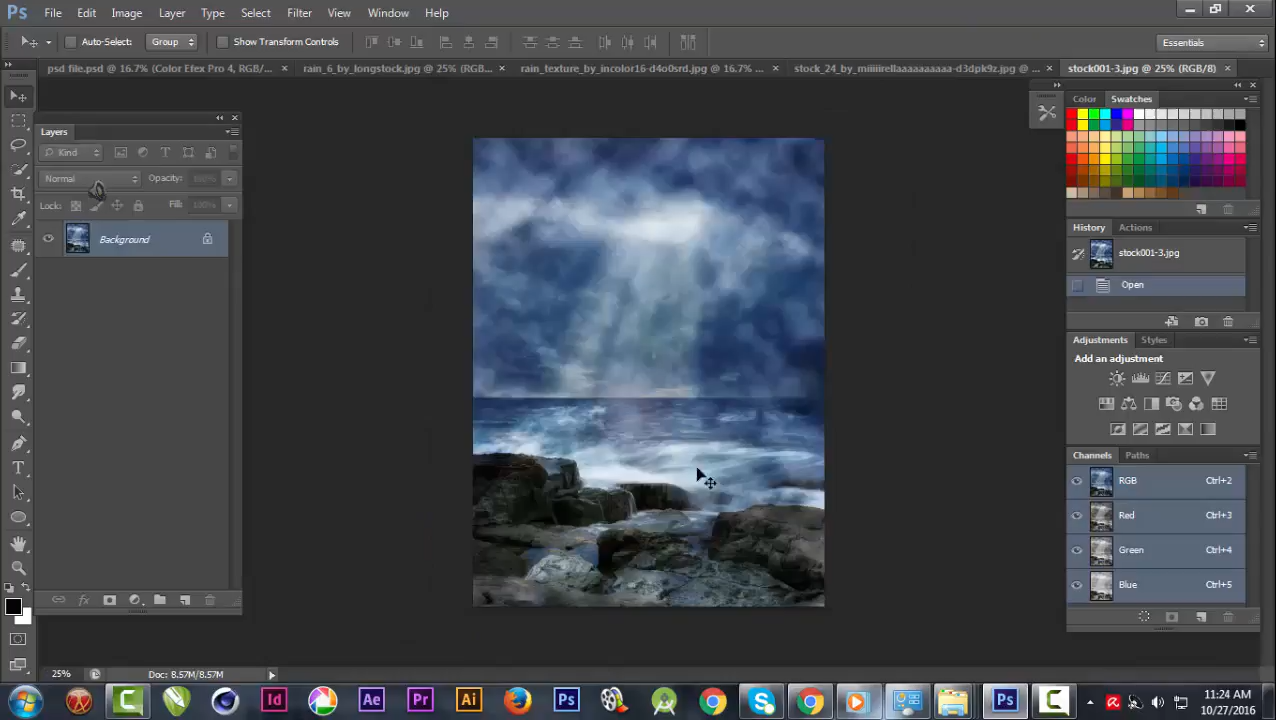 Ps File Edit Image Layer Type Select Filter View Window Help
Auto-Select: Group Show Transform Controls Essentials
psd file.psd @ 16.7% (Color Efex Pro 4, RGB/... × rain_6_by_longstock.jpg @ 25% (RGB... × rain_texture_by_incolor16-d4o0srd.jpg @ 16.7% ... × stock_24_by_miiiiirellaaaaaaaaaa-d3dpk9z.jpg @ ... × stock001-3.jpg @ 25% (RGB/8) ×
Layers
Kind
Normal Opacity: 100%
Lock: Fill: 100%
Background
Color Swatches
History Actions
stock001-3.jpg
Open
Adjustments Styles
Add an adjustment
Channels Paths
RGB Ctrl+2
Red Ctrl+3
Green Ctrl+4
Blue Ctrl+5
25% Doc: 8.57M/8.57M
Id Ae Pr Ai Ps Ps
11:24 AM
10/27/2016